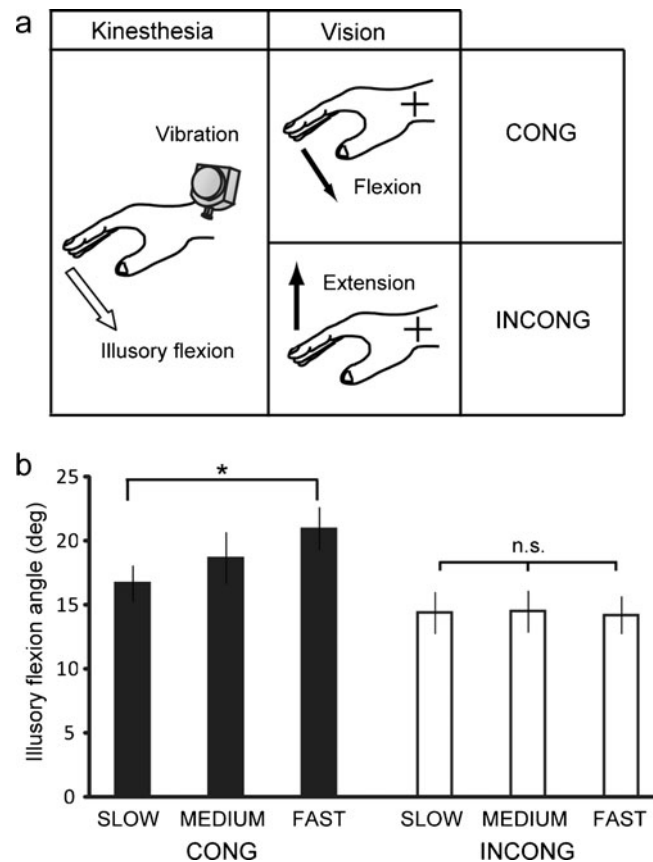 a
Kinesthesia Vision
Vibration
Flexion
CONG
Illusory flexion
Extension
INCONG
b
Illusory flexion angle (deg)
25
20
15
10
5
0
*
n.s.
SLOW MEDIUM FAST SLOW MEDIUM FAST
CONG INCONG